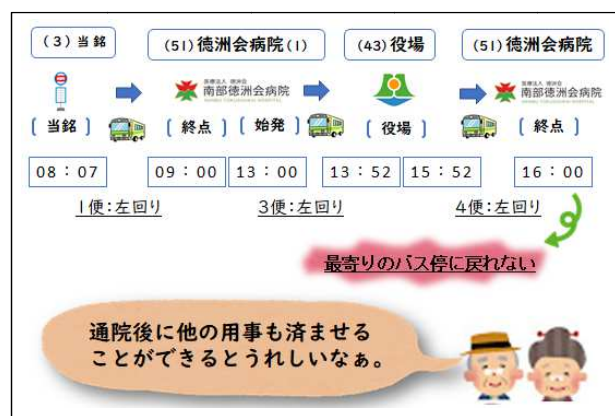 (3)当銘
(51)徳洲会病院(1)
(43)役場
(51)徳洲会病院
医療法人 徳洲会
南部徳洲会病院
NANBU TOKUSHUKAI HOSPITAL
医療法人 徳洲会
南部徳洲会病院
NANBU TOKUSHUKAI HOSPITAL
[当銘]
[終点]
[始発]
[役場]
[終点]
08:07
09:00
13:00
13:52
15:52
16:00
1便:左回り
3便:左回り
4便:左回り
最寄りのバス停に戻れない
通院後に他の用事も済ませる
ことができるとうれしいなぁ。